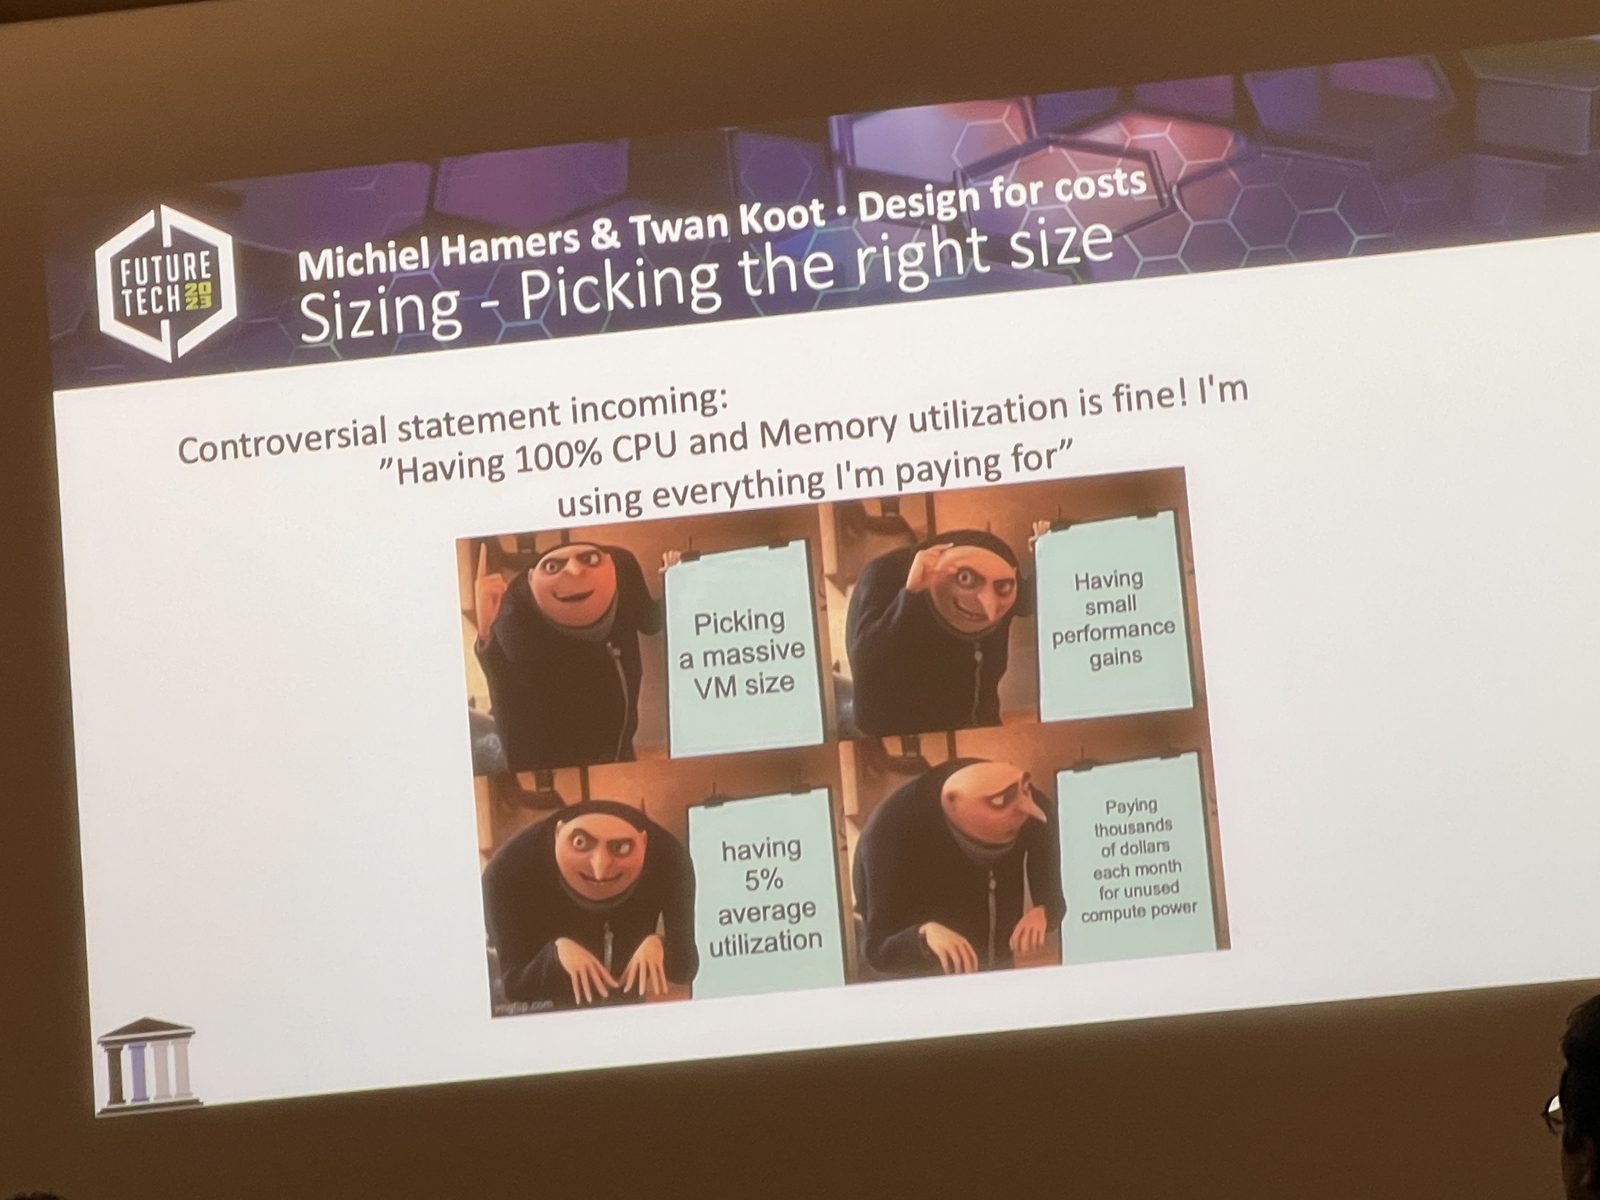 FUTURE
TECH 2023
Michiel Hamers & Twan Koot · Design for costs
Sizing - Picking the right size
Controversial statement incoming:
”Having 100% CPU and Memory utilization is fine! I'm
using everything I'm paying for”
Picking
a massive
VM size
Having
small
performance
gains
having
5%
average
utilization
Paying
thousands
of dollars
each month
for unused
compute power
imgflip.com